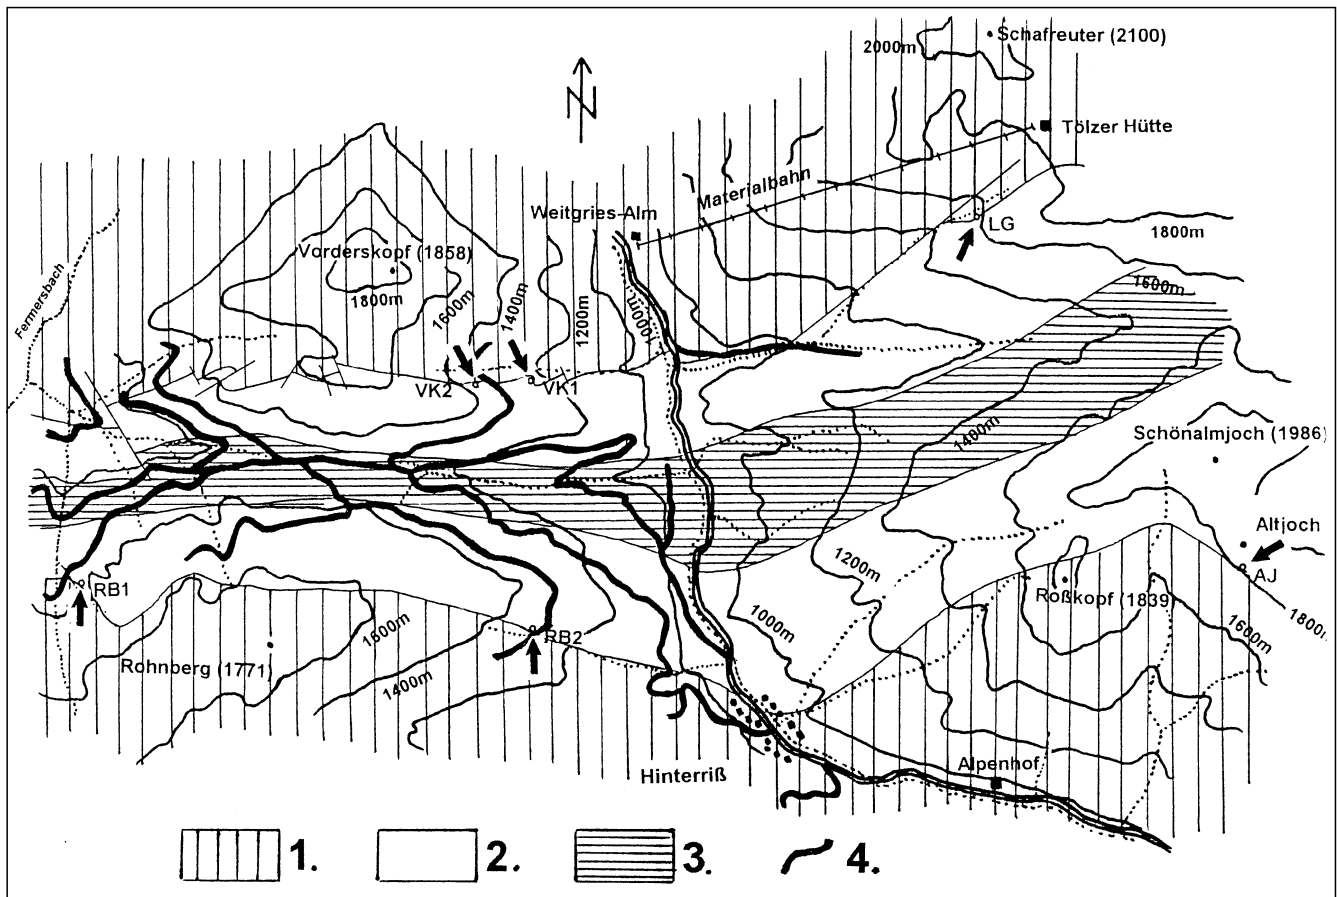 2000m
Schafreuter (2100)
N
Tölzer Hütte
Materialbahn
Weitgries-Alm
LG
1800m
Vorderskopf (1858)
Fermersbach
1800m
1600m
1400m
1200m
1000m
1600m
VK2
VK1
1400m
Schönalmjoch (1986)
Altjoch
1200m
AJ
RB1
Roßkopf (1839)
1800m
1600m
1000m
1600m
RB2
Rohnberg (1771)
1400m
Hinterriß
Alpenhof
1.
2.
3.
4.